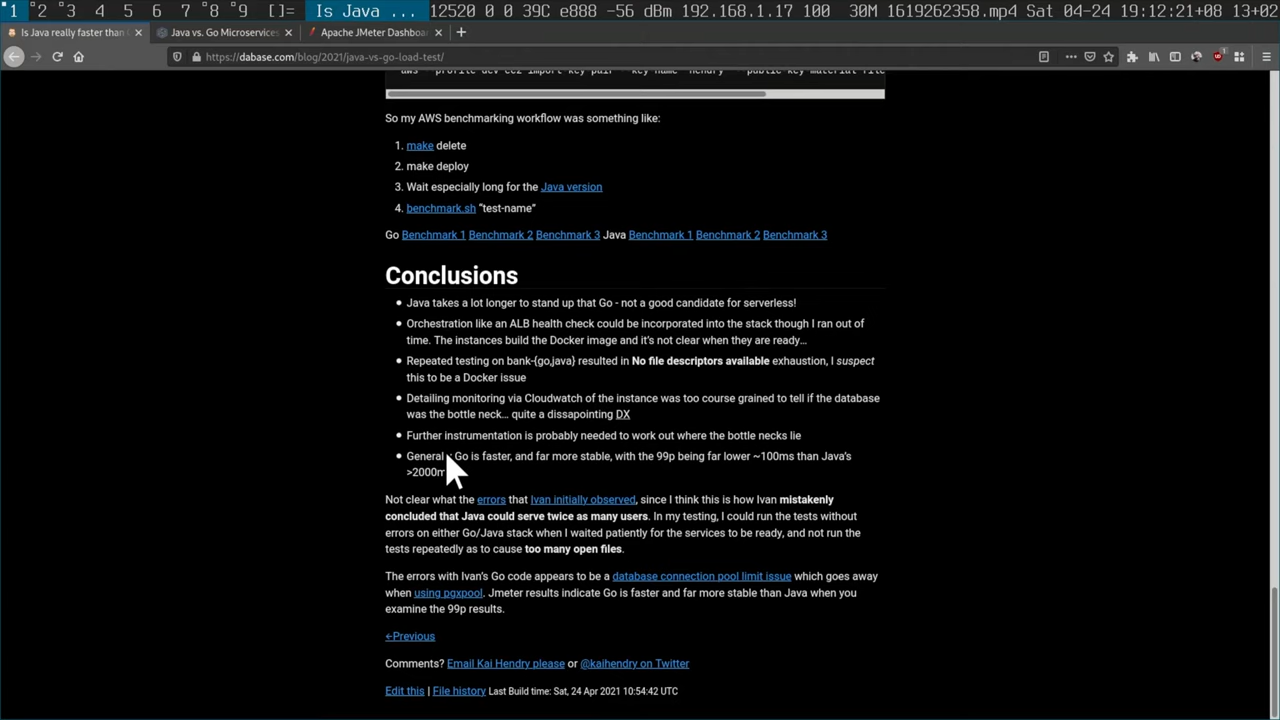 1 2 3 4 5 6 7 8 9 []= Is Java ... 12520 0 0 39C e888 -56 dBm 192.168.1.17 100 30M 1619262358.mp4 Sat 04-24 19:12:21+08 13+02
Is Java really faster than Java vs. Go Microservices Apache JMeter Dashboa
https://dabase.com/blog/2021/java-vs-go-load-test/
So my AWS benchmarking workflow was something like:
1. make delete
2. make deploy
3. Wait especially long for the Java version
4. benchmark.sh “test-name”
Go Benchmark 1 Benchmark 2 Benchmark 3 Java Benchmark 1 Benchmark 2 Benchmark 3
Conclusions
• Java takes a lot longer to stand up that Go - not a good candidate for serverless!
• Orchestration like an ALB health check could be incorporated into the stack though I ran out of
time. The instances build the Docker image and it’s not clear when they are ready…
• Repeated testing on bank-{go,java} resulted in No file descriptors available exhaustion, I suspect
this to be a Docker issue
• Detailing monitoring via Cloudwatch of the instance was too course grained to tell if the database
was the bottle neck… quite a dissapointing DX
• Further instrumentation is probably needed to work out where the bottle necks lie
• Generally Go is faster, and far more stable, with the 99p being far lower ~100ms than Java’s
>2000m
Not clear what the errors that Ivan initially observed, since I think this is how Ivan mistakenly
concluded that Java could serve twice as many users. In my testing, I could run the tests without
errors on either Go/Java stack when I waited patiently for the services to be ready, and not run the
tests repeatedly as to cause too many open files.
The errors with Ivan’s Go code appears to be a database connection pool limit issue which goes away
when using pgxpool. Jmeter results indicate Go is faster and far more stable than Java when you
examine the 99p results.
←Previous
Comments? Email Kai Hendry please or @kaihendry on Twitter
Edit this | File history Last Build time: Sat, 24 Apr 2021 10:54:42 UTC